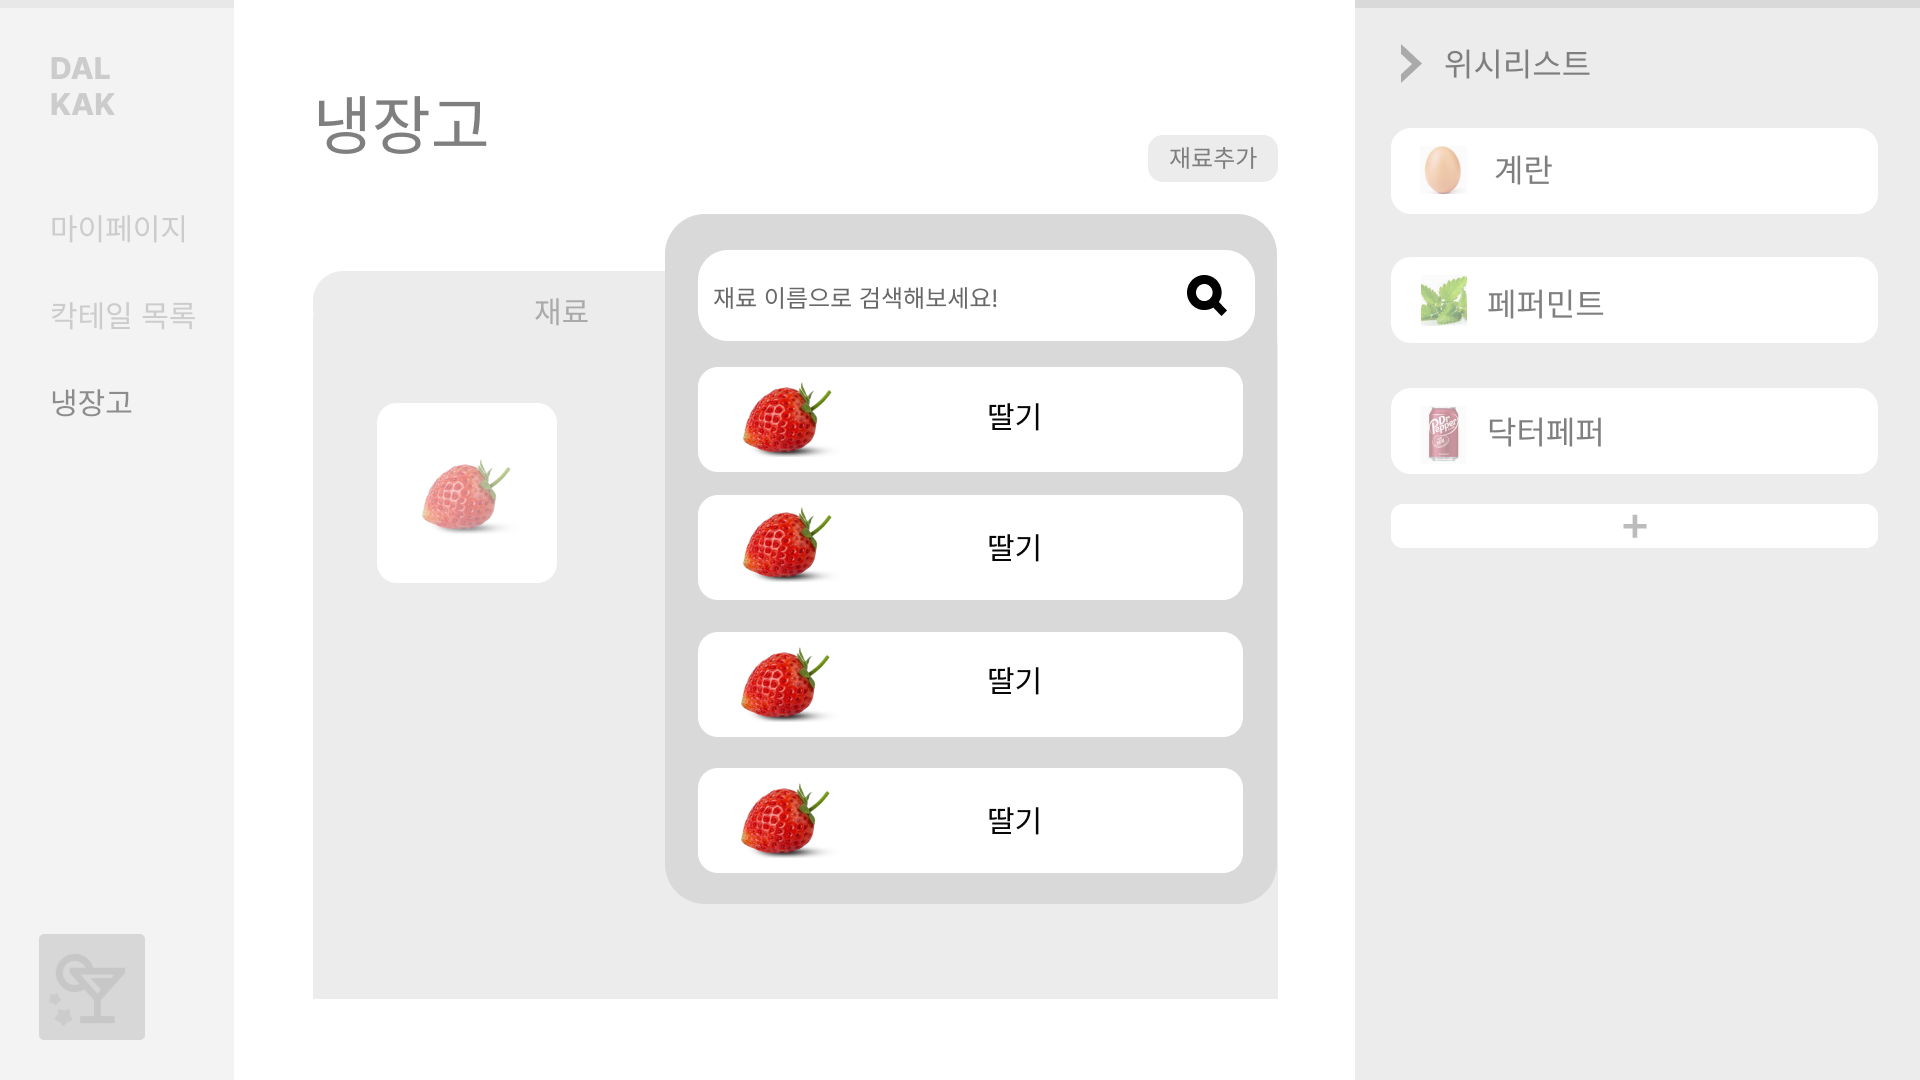 DAL
KAK
마이페이지
칵테일 목록
냉장고
냉장고
재료추가
재료
재료 이름으로 검색해보세요!
딸기
딸기
딸기
딸기
위시리스트
계란
페퍼민트
닥터페퍼
Dr
Pepper
+